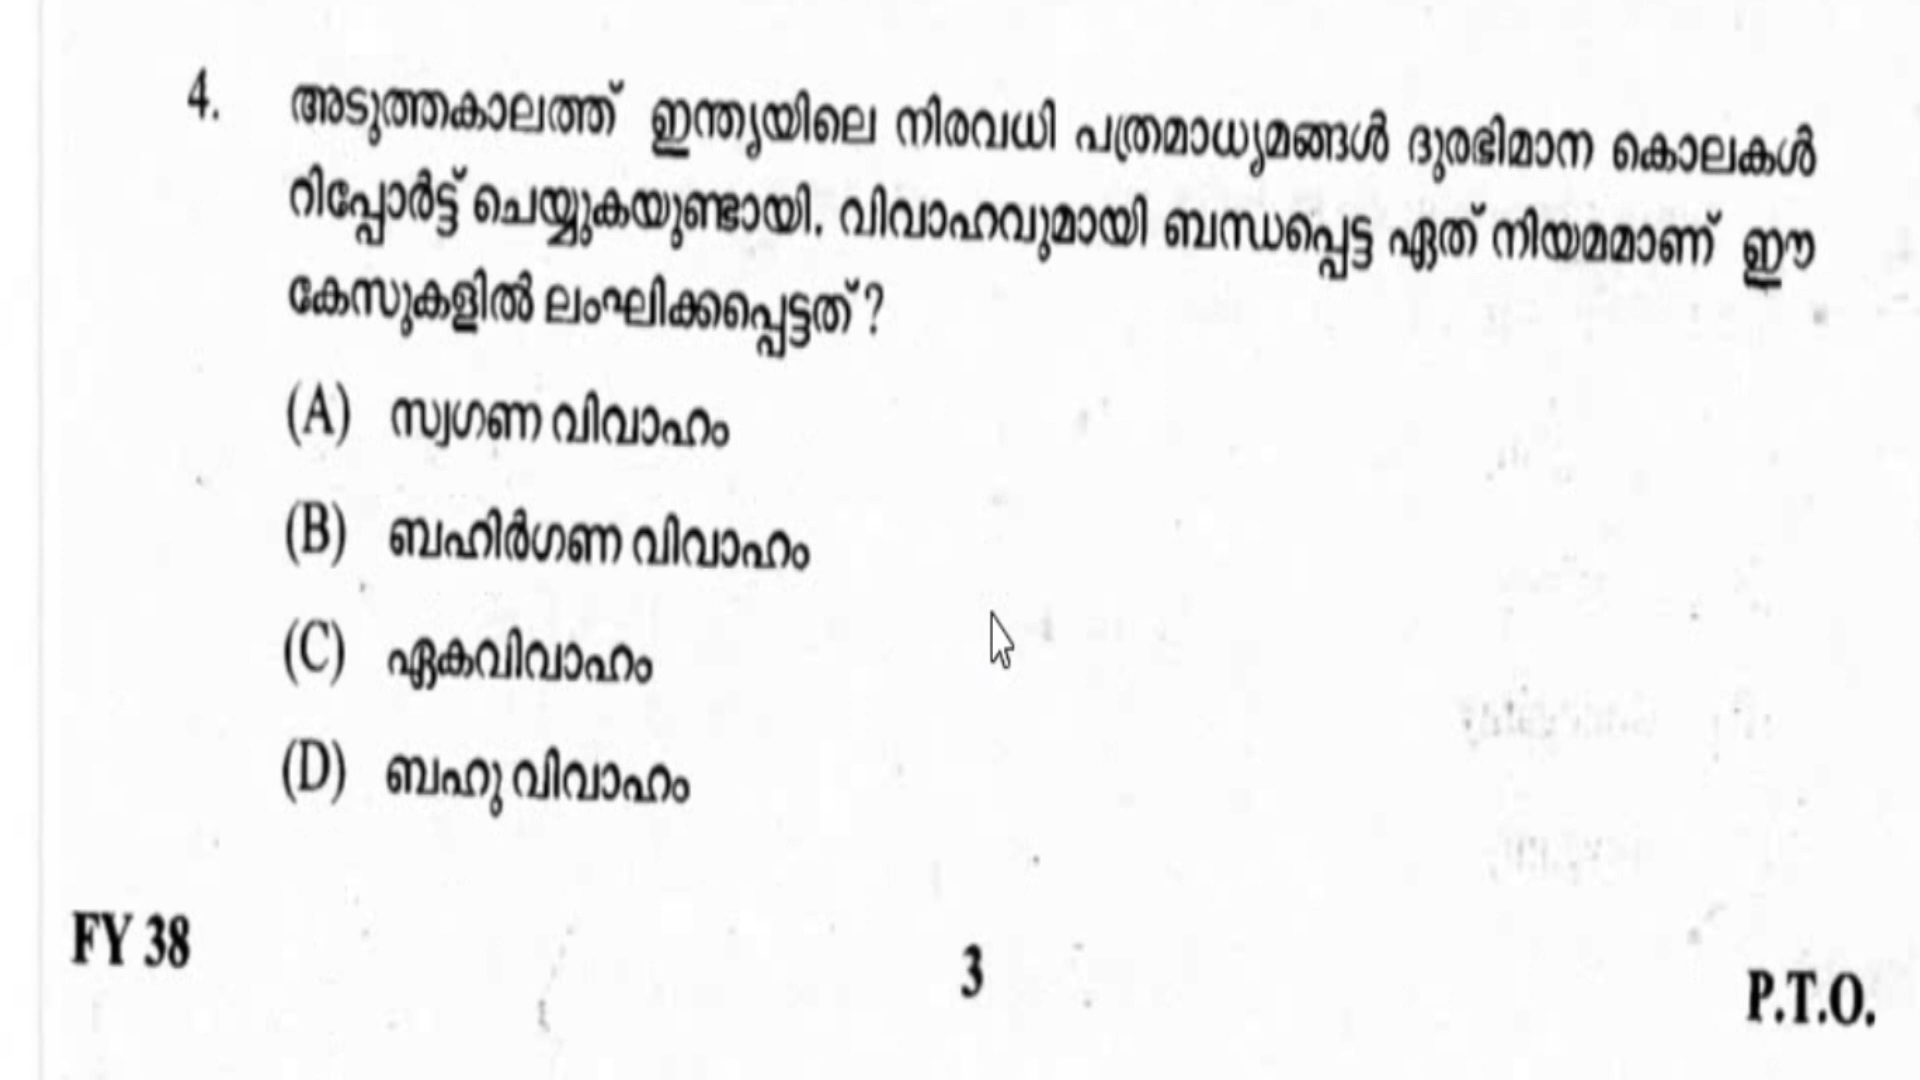 4. അടുത്തകാലത്ത് ഇന്ത്യയിലെ നിരവധി പത്രമാധ്യമങ്ങൾ ദുരഭിമാന കൊലകൾ
റിപ്പോർട്ട് ചെയ്യുകയുണ്ടായി. വിവാഹവുമായി ബന്ധപ്പെട്ട ഏത് നിയമമാണ് ഈ
കേസുകളിൽ ലംഘിക്കപ്പെട്ടത് ?
(A) സ്വഗണ വിവാഹം
(B) ബഹിർഗണ വിവാഹം
(C) ഏകവിവാഹം
(D) ബഹു വിവാഹം
FY 38
3
P.T.O.